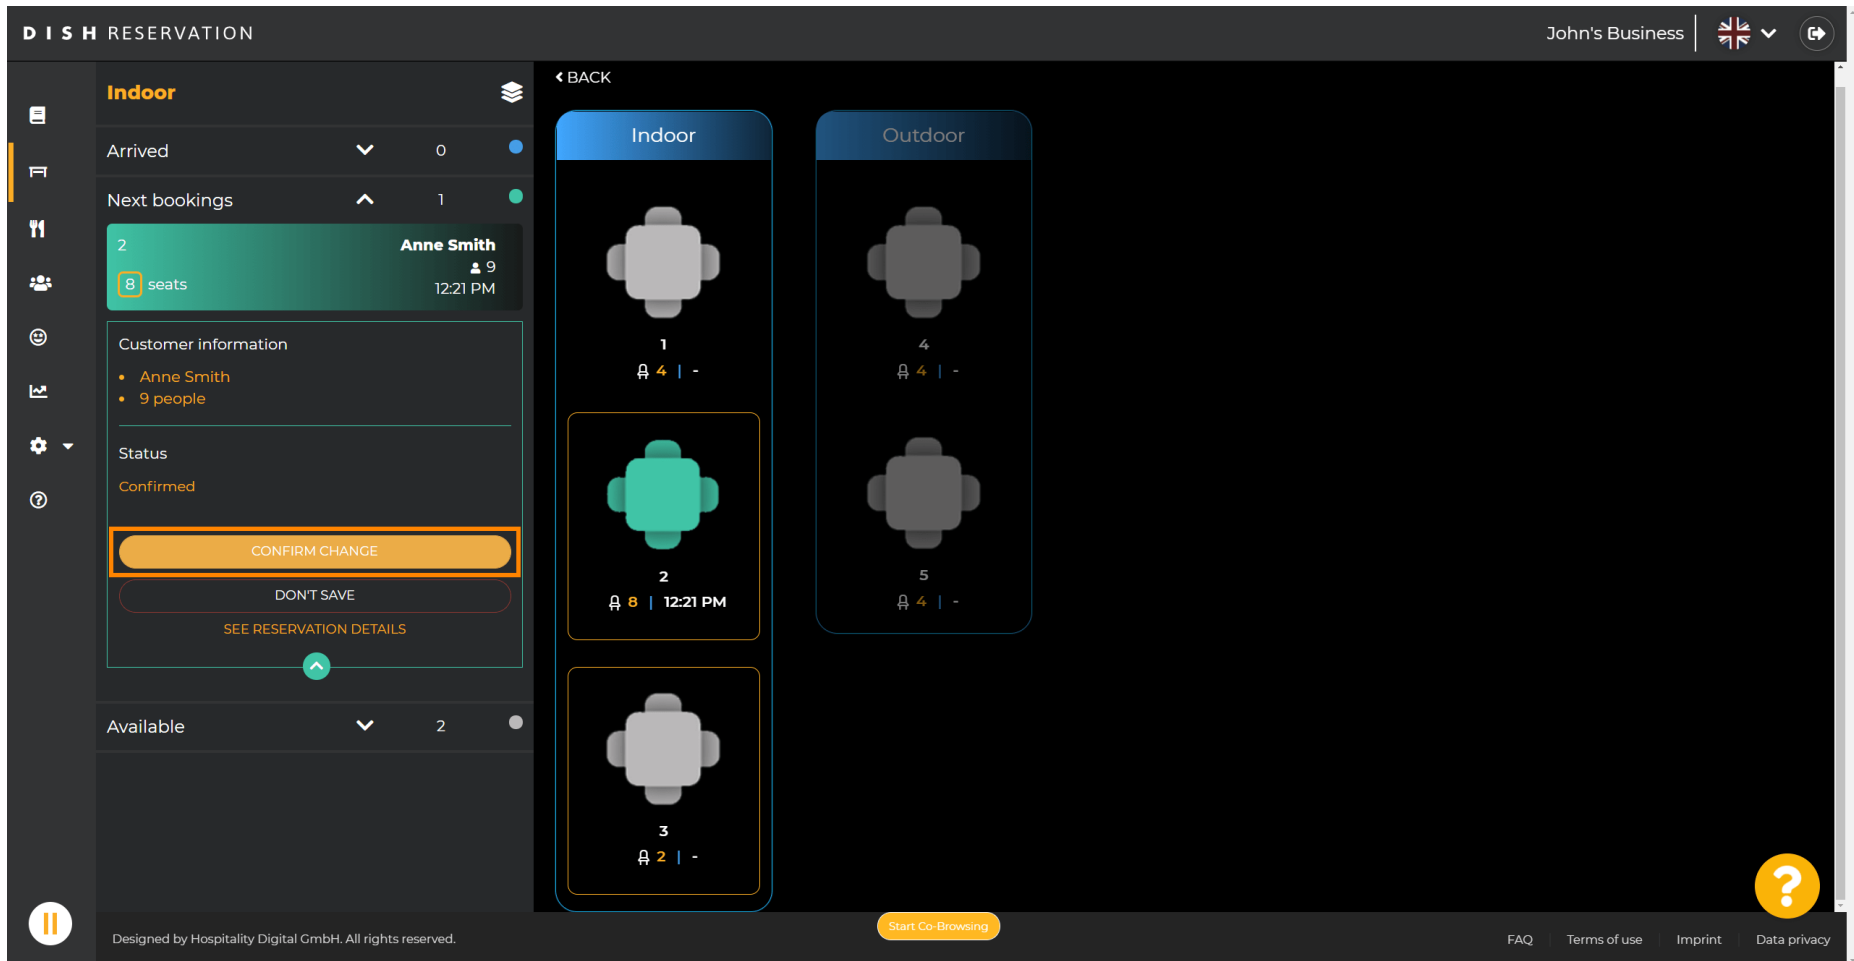 DISH RESERVATION
John's Business
Indoor
Arrived 0
Next bookings 1
2 Anne Smith
9
8 seats 12:21 PM
Customer information
• Anne Smith
• 9 people
Status
Confirmed
CONFIRM CHANGE
DON'T SAVE
SEE RESERVATION DETAILS
Available 2
BACK
Indoor
1
4 | -
2
8 | 12:21 PM
3
2 | -
Outdoor
4
4 | -
5
4 | -
?
Designed by Hospitality Digital GmbH. All rights reserved.
Start Co-Browsing
FAQ
Terms of use
Imprint
Data privacy